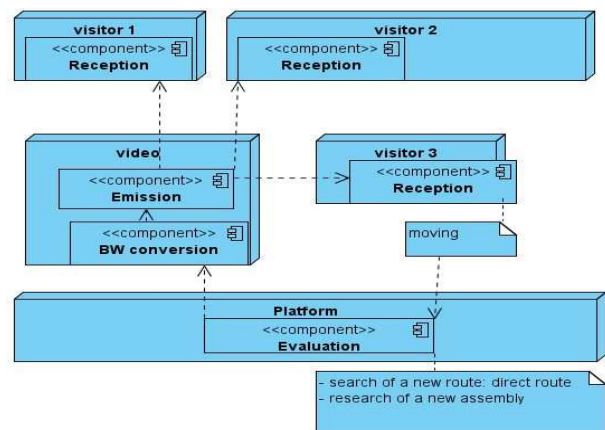 visitor 1
<<component>>
Reception
visitor 2
<<component>>
Reception
video
<<component>>
Emission
<<component>>
BW conversion
visitor 3
<<component>>
Reception
moving
Platform
<<component>>
Evaluation
- search of a new route: direct route
- research of a new assembly